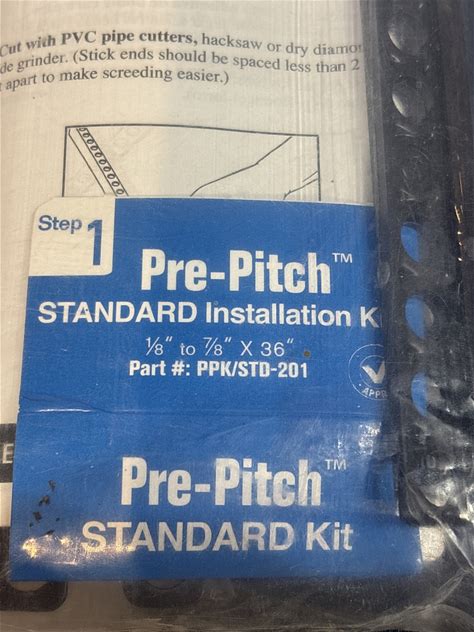 Cut with PVC pipe cutters, hacksaw or dry
grinder. (Stick ends should be spaced less than 2
apart to make screeding easier.)
Step 1
Pre-Pitch™
STANDARD Installation
1/8" to 7/8" X 36"
Part #: PPK/STD-201
Pre-Pitch™
STANDARD Kit